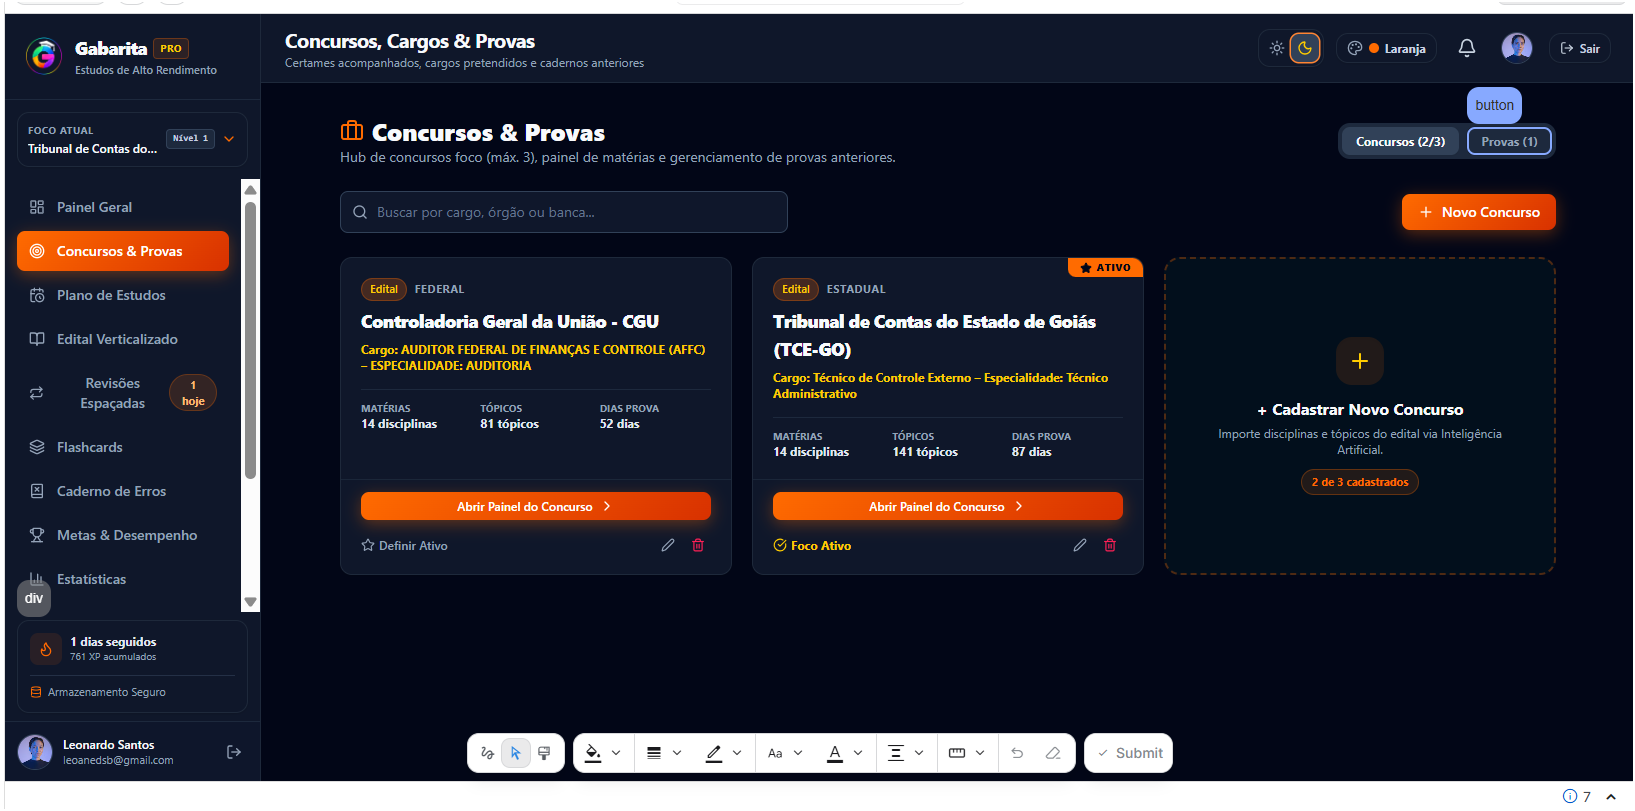 Gabarita PRO
Estudos de Alto Rendimento
Concursos, Cargos & Provas
Certames acompanhados, cargos pretendidos e cadernos anteriores
Laranja
Sair
button
FOCO ATUAL
Tribunal de Contas do...
Nível 1
Painel Geral
Concursos & Provas
Plano de Estudos
Edital Verticalizado
Revisões
Espaçadas
1
hoje
Flashcards
Caderno de Erros
Metas & Desempenho
Estatísticas
div
1 dias seguidos
761 XP acumulados
Armazenamento Seguro
Leonardo Santos
leoanedsb@gmail.com
Concursos & Provas
Hub de concursos foco (máx. 3), painel de matérias e gerenciamento de provas anteriores.
Concursos (2/3)
Provas (1)
Buscar por cargo, órgão ou banca...
+ Novo Concurso
Edital FEDERAL
Controladoria Geral da União - CGU
Cargo: AUDITOR FEDERAL DE FINANÇAS E CONTROLE (AFFC)
– ESPECIALIDADE: AUDITORIA
MATÉRIAS TÓPICOS DIAS PROVA
14 disciplinas 81 tópicos 52 dias
Abrir Painel do Concurso
Definir Ativo
ATIVO
Edital ESTADUAL
Tribunal de Contas do Estado de Goiás
(TCE-GO)
Cargo: Técnico de Controle Externo – Especialidade: Técnico
Administrativo
MATÉRIAS TÓPICOS DIAS PROVA
14 disciplinas 141 tópicos 87 dias
Abrir Painel do Concurso
Foco Ativo
+ Cadastrar Novo Concurso
Importe disciplinas e tópicos do edital via Inteligência
Artificial.
2 de 3 cadastrados
Aa
A
Submit
7